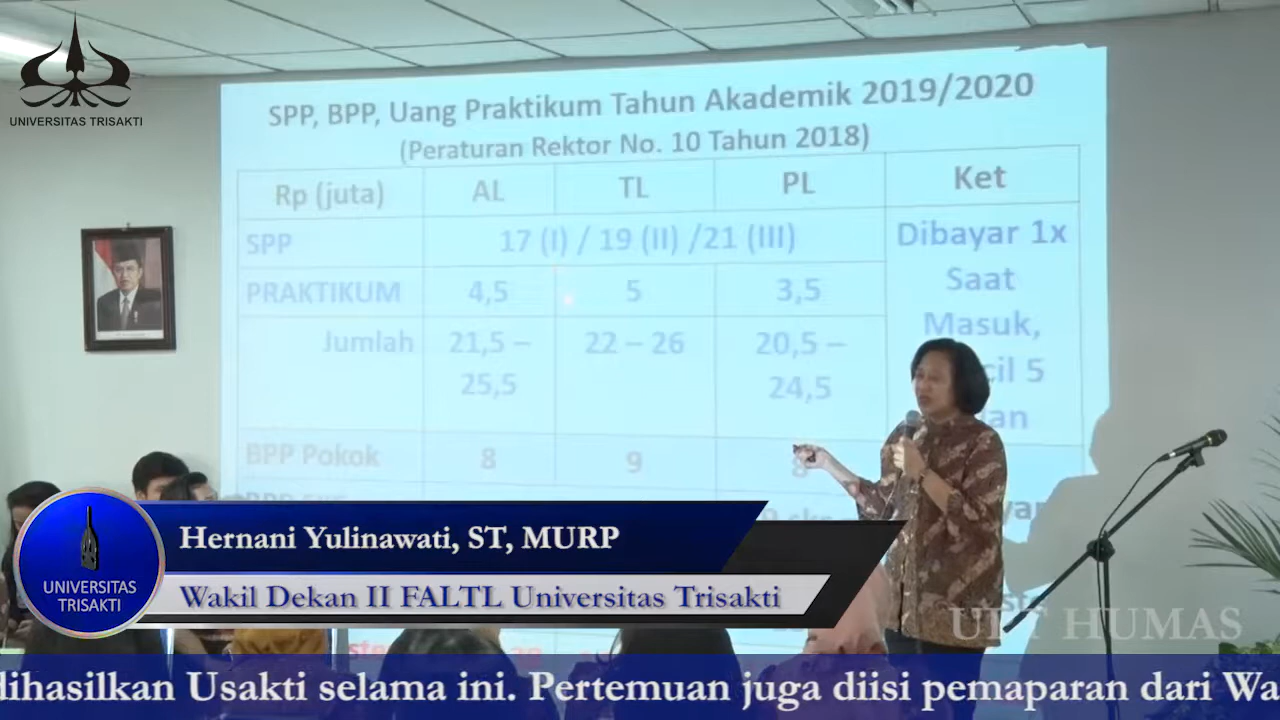 UNIVERSITAS TRISAKTI
SPP, BPP, Uang Praktikum Tahun Akademik 2019/2020
(Peraturan Rektor No. 10 Tahun 2018)
Rp (juta) AL TL PL Ket
SPP 17 (I) / 19 (II) /21 (III) Dibayar 1x
Saat
PRAKTIKUM 4,5 5 3,5
Masuk,
Jumlah 21,5 – 22 – 26 20,5 –
25,5 24,5
5
BPP Pokok 8 9 8
Hernani Yulinawati, ST, MURP
Wakil Dekan II FALTL Universitas Trisakti
UNIVERSITAS
TRISAKTI
UPT HUMAS
dihasilkan Usakti selama ini. Pertemuan juga diisi pemaparan dari